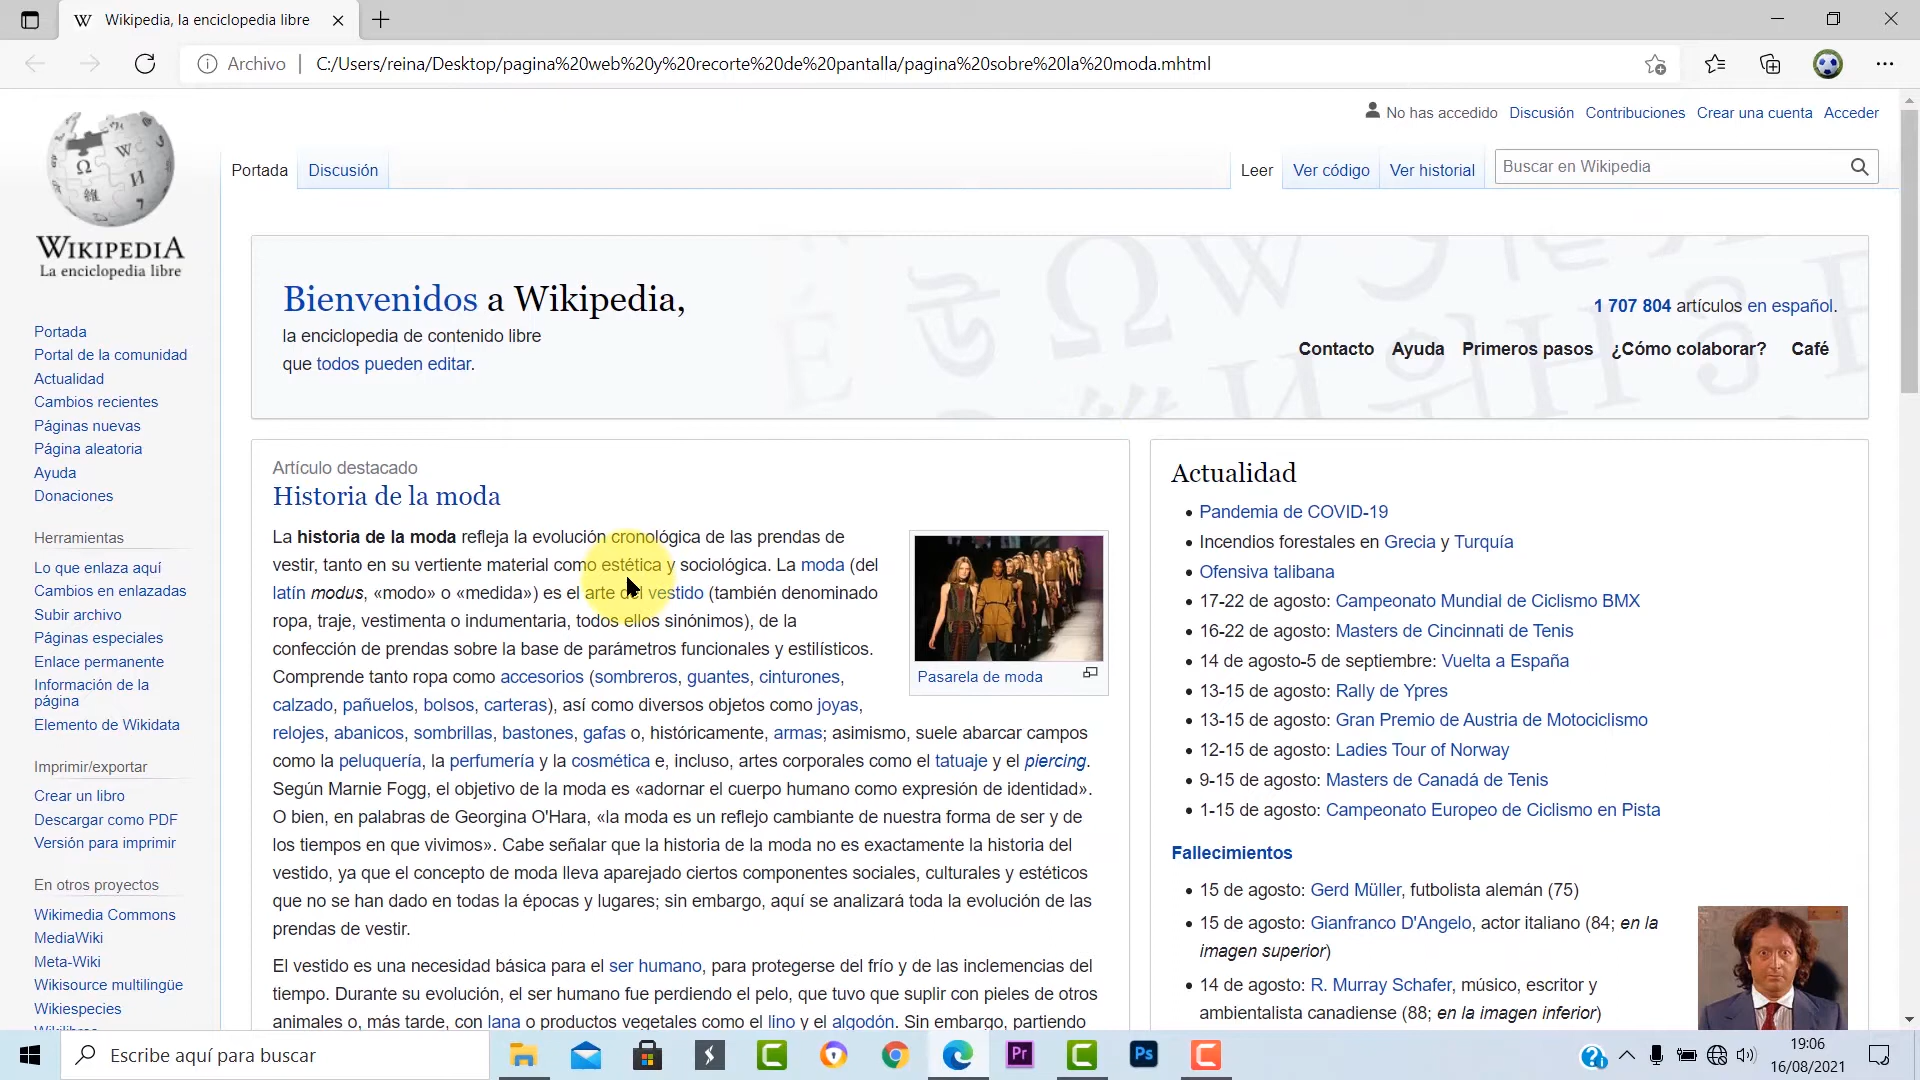 Wikipedia, la enciclopedia libre
Archivo
C:/Users/reina/Desktop/pagina%20web%20y%20recorte%20de%20pantalla/pagina%20sobre%20la%20moda.mhtml
No has accedido Discusión Contribuciones Crear una cuenta Acceder
WIKIPEDIA
La enciclopedia libre
Portada Discusión
Leer Ver código Ver historial
Buscar en Wikipedia
Bienvenidos a Wikipedia,
la enciclopedia de contenido libre
que todos pueden editar.
1 707 804 artículos en español.
Contacto Ayuda Primeros pasos ¿Cómo colaborar? Café
Portada
Portal de la comunidad
Actualidad
Cambios recientes
Páginas nuevas
Página aleatoria
Ayuda
Donaciones
Herramientas
Lo que enlaza aquí
Cambios en enlazadas
Subir archivo
Páginas especiales
Enlace permanente
Información de la
página
Elemento de Wikidata
Imprimir/exportar
Crear un libro
Descargar como PDF
Versión para imprimir
En otros proyectos
Wikimedia Commons
MediaWiki
Meta-Wiki
Wikisource multilingüe
Wikiespecies
Artículo destacado
Historia de la moda
La historia de la moda refleja la evolución cronológica de las prendas de
vestir, tanto en su vertiente material como estética y sociológica. La moda (del
latín modus, «modo» o «medida») es el arte del vestido (también denominado
ropa, traje, vestimenta o indumentaria, todos ellos sinónimos), de la
confección de prendas sobre la base de parámetros funcionales y estilísticos.
Comprende tanto ropa como accesorios (sombreros, guantes, cinturones,
calzado, pañuelos, bolsos, carteras), así como diversos objetos como joyas,
relojes, abanicos, sombrillas, bastones, gafas o, históricamente, armas; asimismo, suele abarcar campos
como la peluquería, la perfumería y la cosmética e, incluso, artes corporales como el tatuaje y el piercing.
Según Marnie Fogg, el objetivo de la moda es «adornar el cuerpo humano como expresión de identidad».
O bien, en palabras de Georgina O'Hara, «la moda es un reflejo cambiante de nuestra forma de ser y de
los tiempos en que vivimos». Cabe señalar que la historia de la moda no es exactamente la historia del
vestido, ya que el concepto de moda lleva aparejado ciertos componentes sociales, culturales y estéticos
que no se han dado en todas la épocas y lugares; sin embargo, aquí se analizará toda la evolución de las
prendas de vestir.
El vestido es una necesidad básica para el ser humano, para protegerse del frío y de las inclemencias del
tiempo. Durante su evolución, el ser humano fue perdiendo el pelo, que tuvo que suplir con pieles de otros
animales o, más tarde, con lana o productos vegetales como el lino y el algodón. Sin embargo, partiendo
Pasarela de moda
Actualidad
Pandemia de COVID-19
Incendios forestales en Grecia y Turquía
Ofensiva talibana
17-22 de agosto: Campeonato Mundial de Ciclismo BMX
16-22 de agosto: Masters de Cincinnati de Tenis
14 de agosto-5 de septiembre: Vuelta a España
13-15 de agosto: Rally de Ypres
13-15 de agosto: Gran Premio de Austria de Motociclismo
12-15 de agosto: Ladies Tour of Norway
9-15 de agosto: Masters de Canadá de Tenis
1-15 de agosto: Campeonato Europeo de Ciclismo en Pista
Fallecimientos
15 de agosto: Gerd Müller, futbolista alemán (75)
15 de agosto: Gianfranco D'Angelo, actor italiano (84; en la
imagen superior)
14 de agosto: R. Murray Schafer, músico, escritor y
ambientalista canadiense (88; en la imagen inferior)
Escribe aquí para buscar
Pr
Ps
19:06
16/08/2021